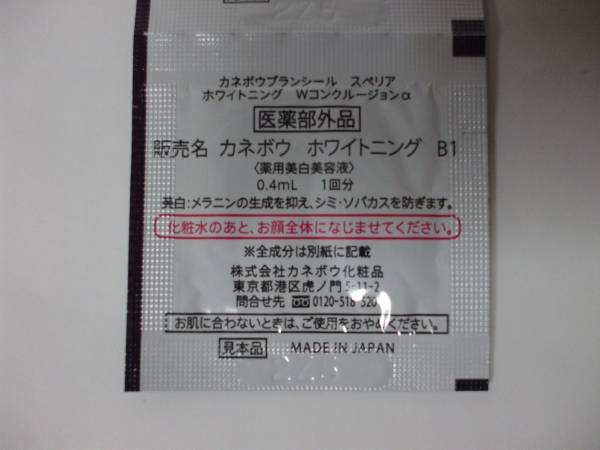 カネボウブランシール　スペリア
ホワイトニング　Wコンクルージョンα
医薬部外品
販売名　カネボウ　ホワイトニング　B1
〈薬用美白美容液〉
0.4mL　1回分
美白:メラニンの生成を抑え、シミ・ソバカスを防ぎます。
化粧水のあと、お顔全体になじませてください。
※全成分は別紙に記載
株式会社カネボウ化粧品
東京都港区虎ノ門5-11-2
問合せ先 0120-518-520
お肌に合わないときは、ご使用をおやめください。
見本品　MADE IN JAPAN